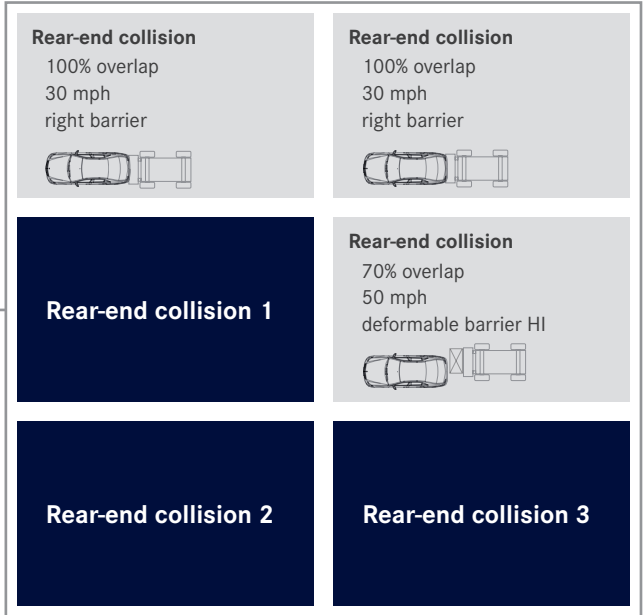 Rear-end collision
100% overlap
30 mph
right barrier
Rear-end collision
100% overlap
30 mph
right barrier
Rear-end collision 1
Rear-end collision
70% overlap
50 mph
deformable barrier HI
Rear-end collision 2
Rear-end collision 3